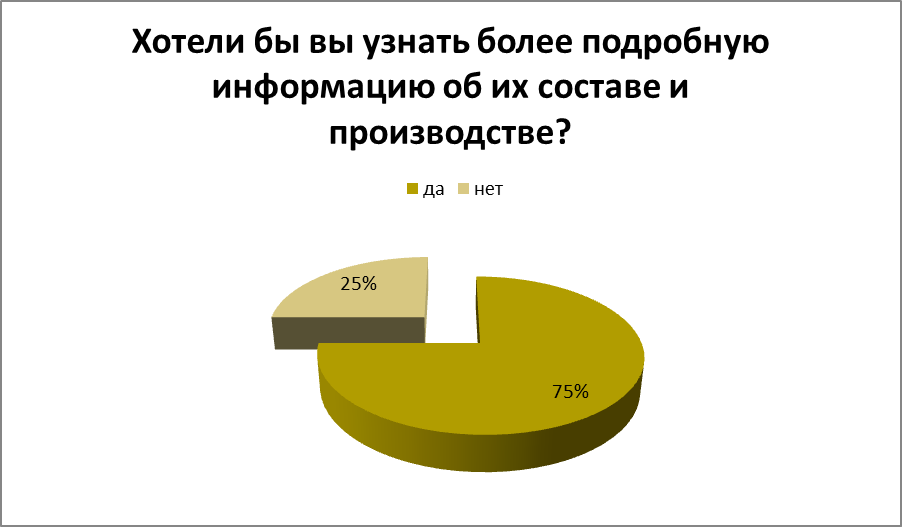 Хотели бы вы узнать более подробную
информацию об их составе и
производстве?
да нет
25%
75%